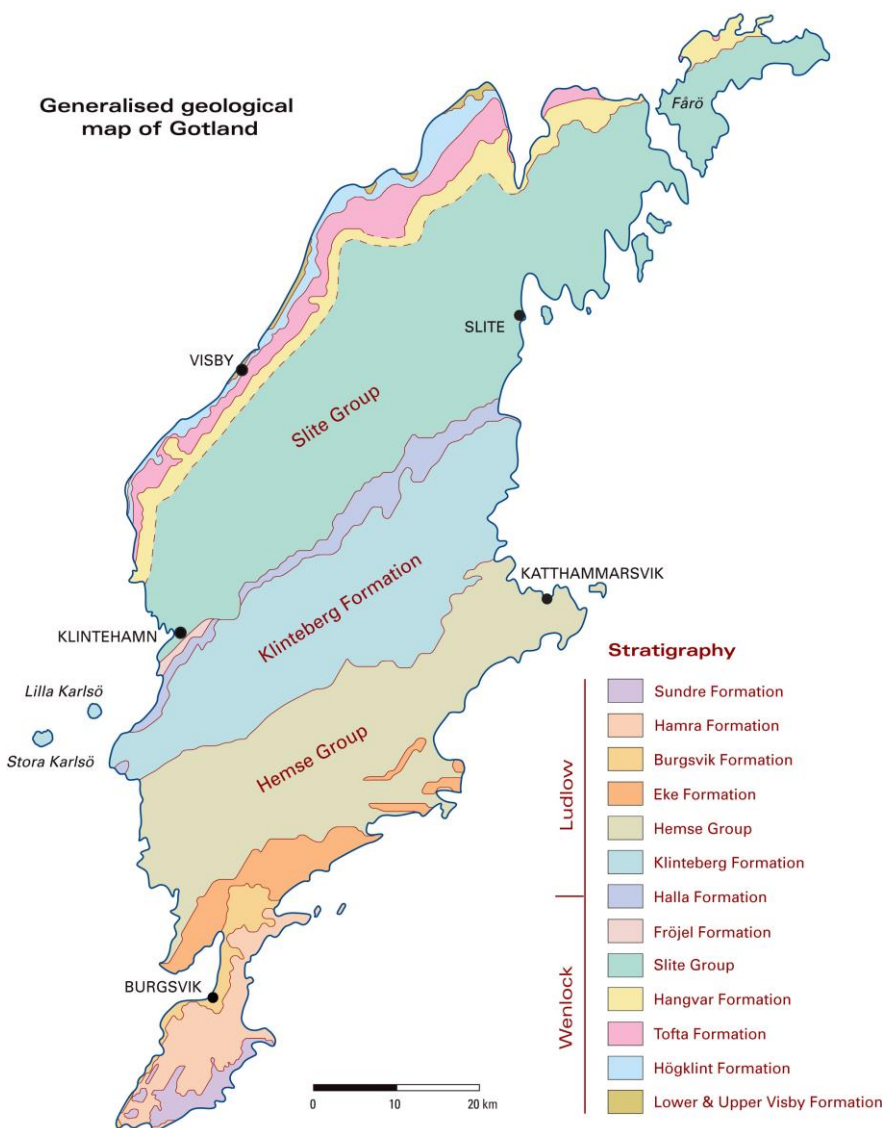 Generalised geological
map of Gotland
Fårö
SLITE
VISBY
Slite Group
KATTHAMMARSVIK
Klinteberg Formation
KLINTEHAMN
Lilla Karlsö
Stora Karlsö
Hemse Group
BURGSVIK
0 10 20 km
Stratigraphy
Ludlow
Wenlock
Sundre Formation
Hamra Formation
Burgsvik Formation
Eke Formation
Hemse Group
Klinteberg Formation
Halla Formation
Fröjel Formation
Slite Group
Hangvar Formation
Tofta Formation
Högklint Formation
Lower & Upper Visby Formation